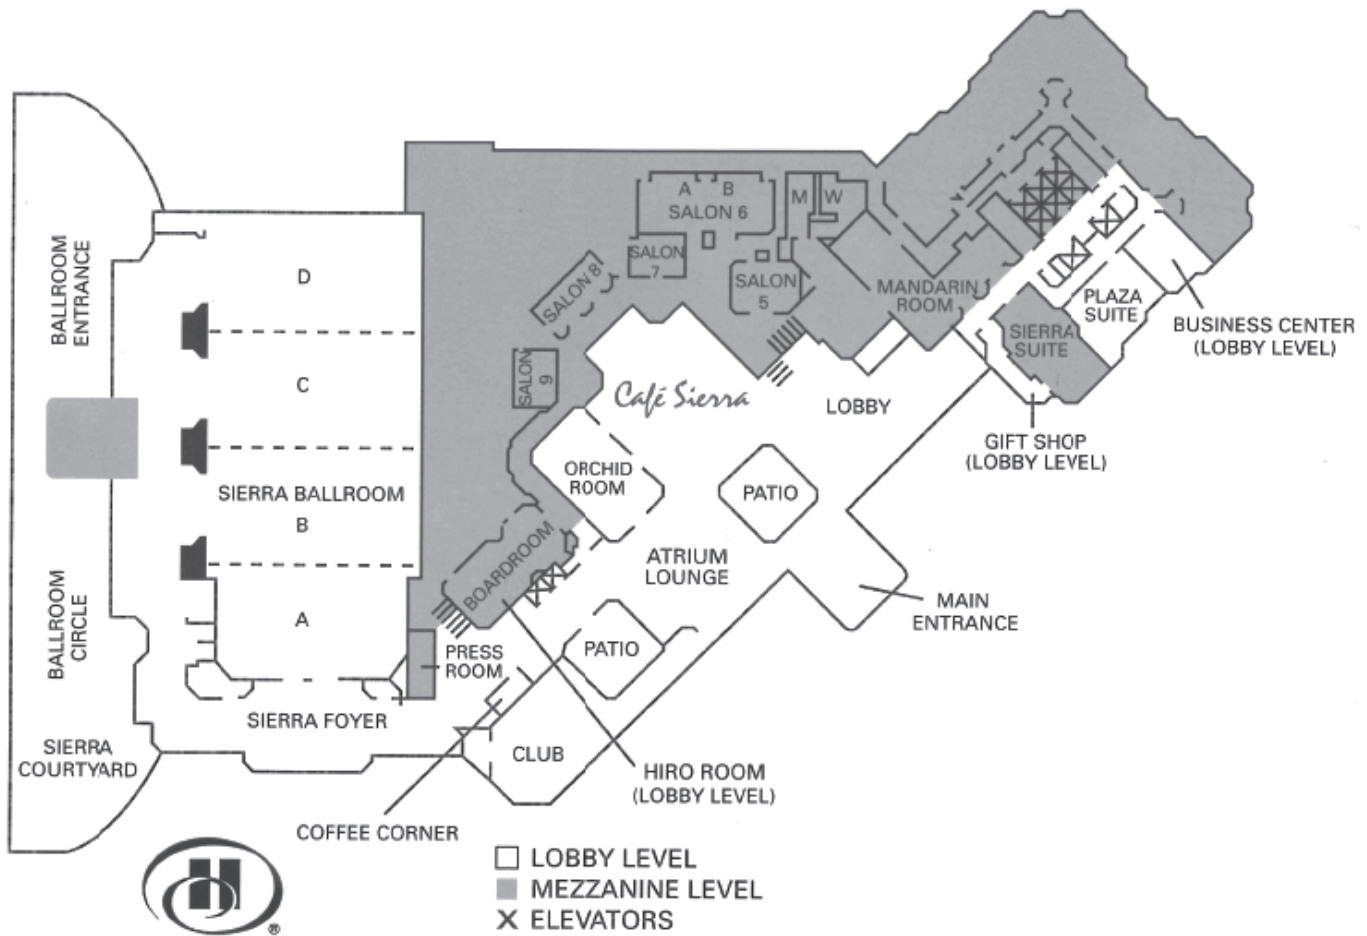 A B
SALON 6
M W
SALON
7
SALON 8
SALON
5
MANDARIN
ROOM
PLAZA
SUITE
SIERRA
SUITE
BUSINESS CENTER
(LOBBY LEVEL)
BALLROOM
ENTRANCE
D
C
SALON
9
Café Sierra
LOBBY
GIFT SHOP
(LOBBY LEVEL)
ORCHID
ROOM
PATIO
SIERRA BALLROOM
B
BOARDROOM
ATRIUM
LOUNGE
MAIN
ENTRANCE
BALLROOM
CIRCLE
A
PRESS
ROOM
PATIO
SIERRA FOYER
SIERRA
COURTYARD
CLUB
HIRO ROOM
(LOBBY LEVEL)
COFFEE CORNER
LOBBY LEVEL
MEZZANINE LEVEL
X ELEVATORS
H
®